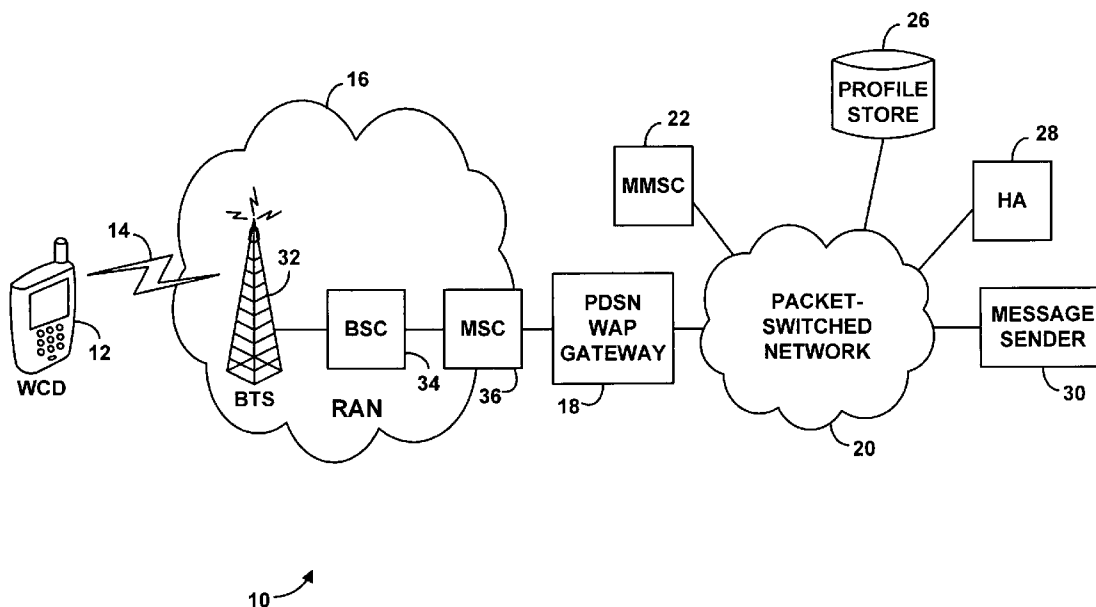 26
PROFILE
STORE
16
22
MMSC
28
HA
14
32
12
WCD
BTS
BSC
34
MSC
36
RAN
PDSN
WAP
GATEWAY
18
PACKET-
SWITCHED
NETWORK
20
MESSAGE
SENDER
30
10